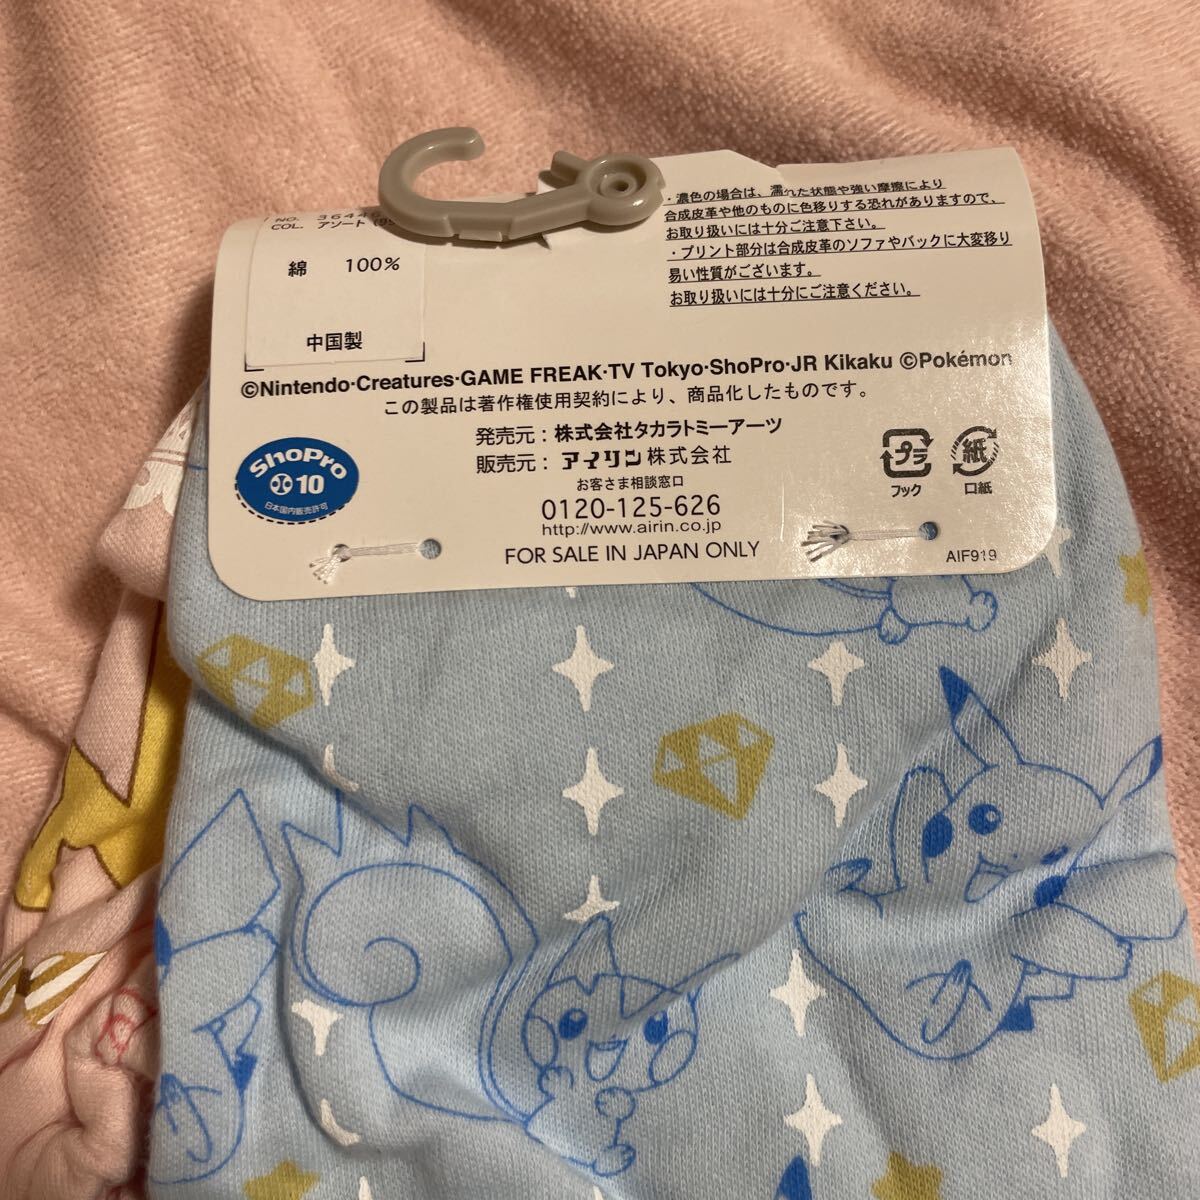 NO. 3644
COL. アソート
綿 100%
中国製
・濃色の場合は、濡れた状態や強い摩擦により
合成皮革や他のものに色移りする恐れがありますので、
お取り扱いには十分ご注意下さい。
・プリント部分は合成皮革のソファやバックに大変移り
易い性質がございます。
お取り扱いには十分にご注意ください。
©Nintendo·Creatures·GAME FREAK·TV Tokyo·ShoPro·JR Kikaku ©Pokémon
この製品は著作権使用契約により、商品化したものです。
発売元：株式会社タカラトミーアーツ
販売元：アイリン株式会社
お客さま相談窓口
0120-125-626
http://www.airin.co.jp
FOR SALE IN JAPAN ONLY
ShoPro
10
日本国内販売許可
プラ
フック
紙
口紙
AIF919